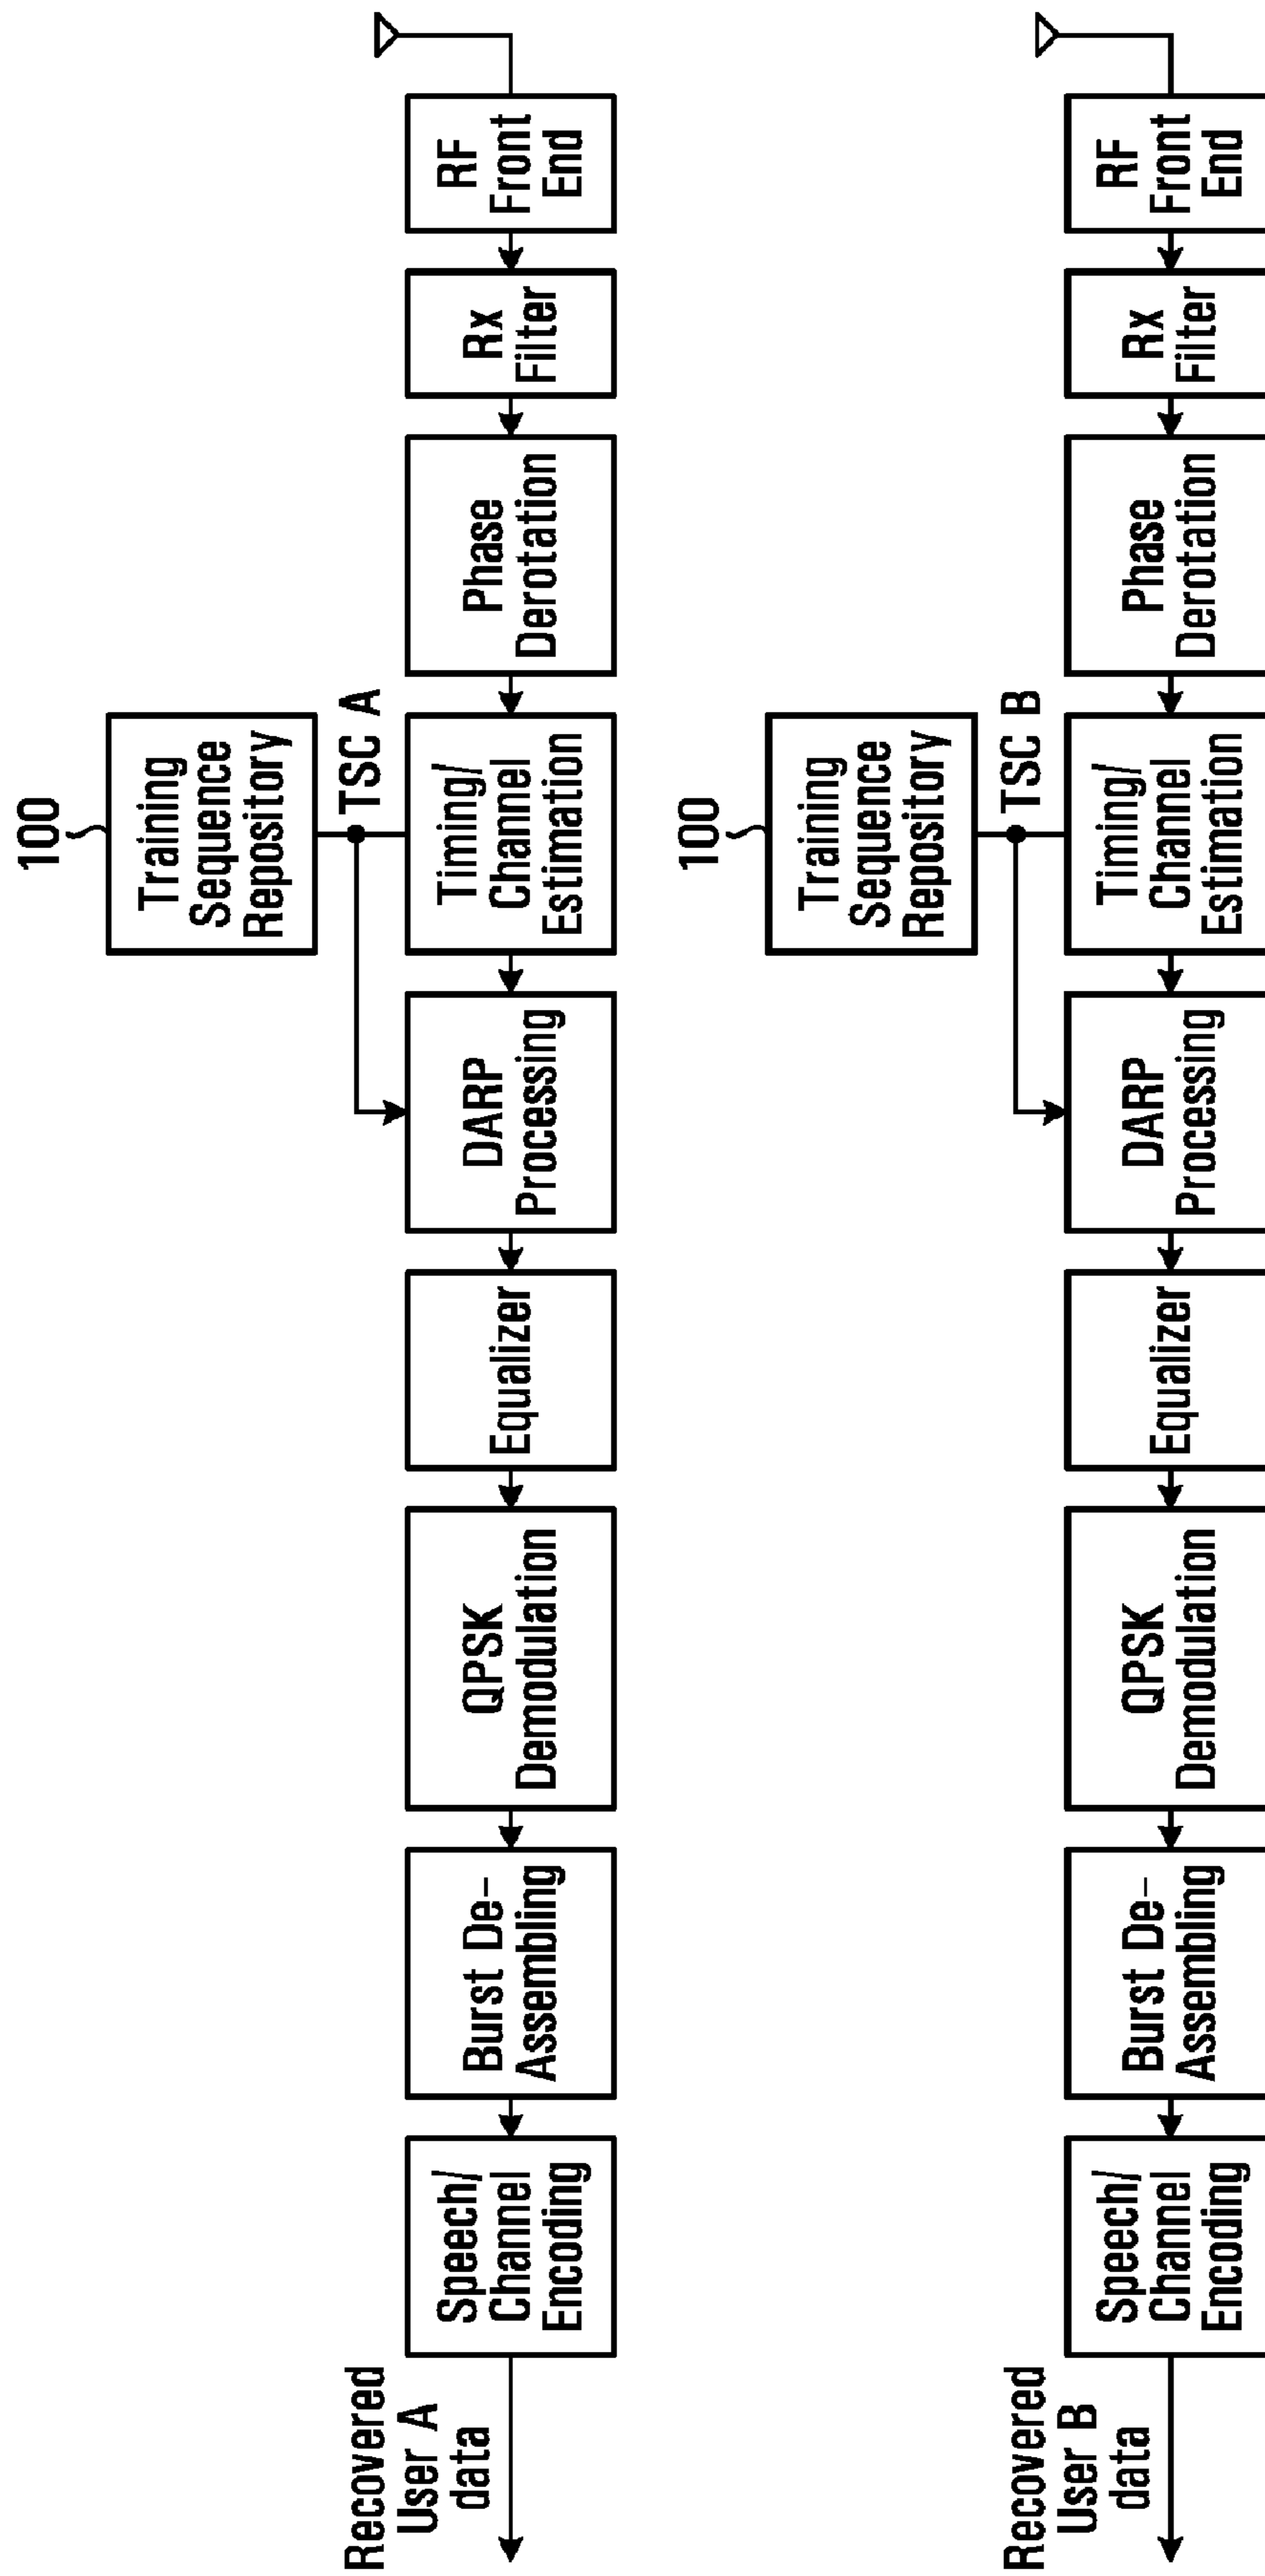 100
Training
Sequence
Repository
TSC A
Recovered
User A
data
Speech/
Channel
Encoding
Burst De-
Assembling
QPSK
Demodulation
Equalizer
DARP
Processing
Timing/
Channel
Estimation
Phase
Derotation
Rx
Filter
RF
Front
End
100
Training
Sequence
Repository
TSC B
Recovered
User B
data
Speech/
Channel
Encoding
Burst De-
Assembling
QPSK
Demodulation
Equalizer
DARP
Processing
Timing/
Channel
Estimation
Phase
Derotation
Rx
Filter
RF
Front
End